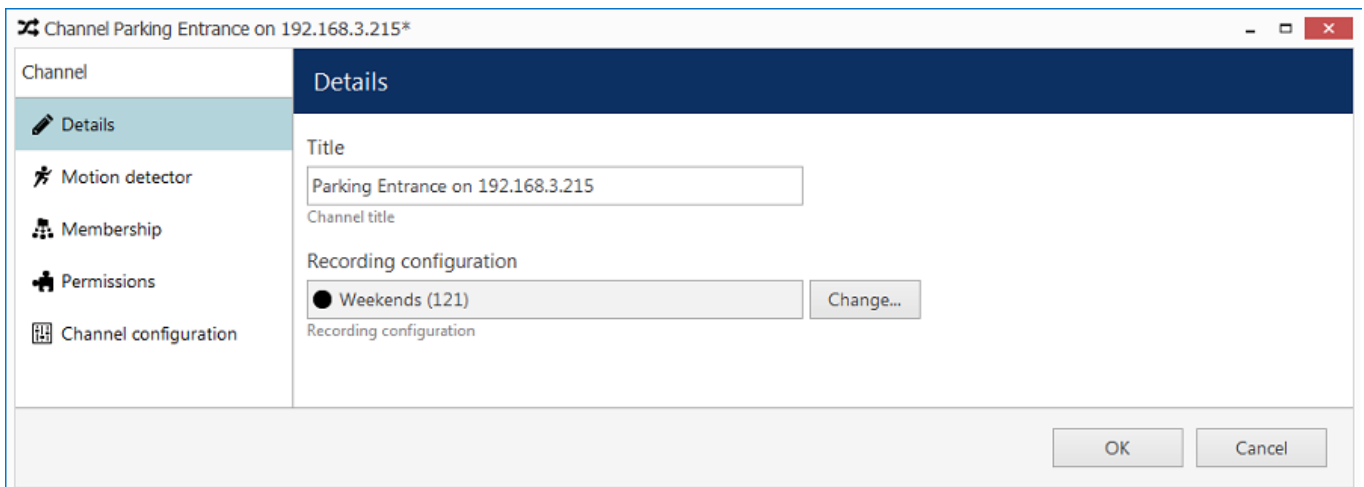 Channel Parking Entrance on 192.168.3.215*
Channel
Details
Motion detector
Membership
Permissions
Channel configuration
Details
Title
Parking Entrance on 192.168.3.215
Channel title
Recording configuration
Weekends (121)
Change...
Recording configuration
OK
Cancel